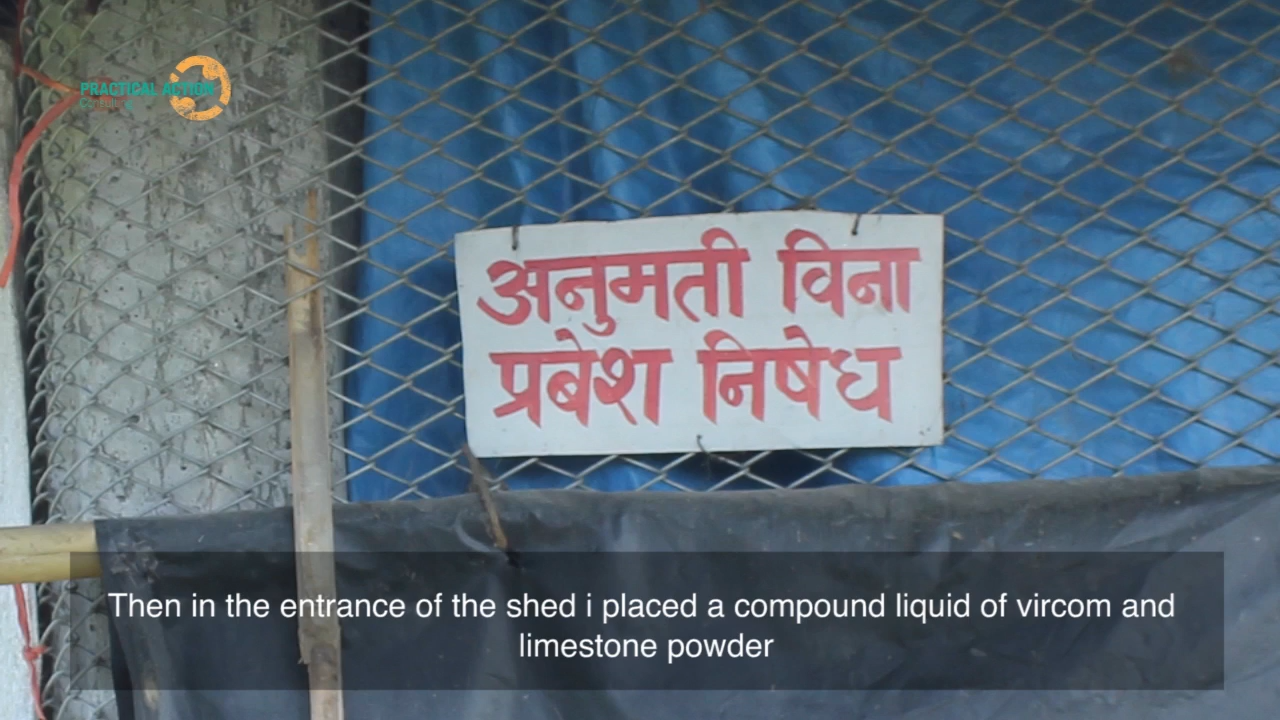 PRACTICAL ACTION
Consulting
अनुमती विना
प्रबेश निषेध
Then in the entrance of the shed i placed a compound liquid of vircom and
limestone powder